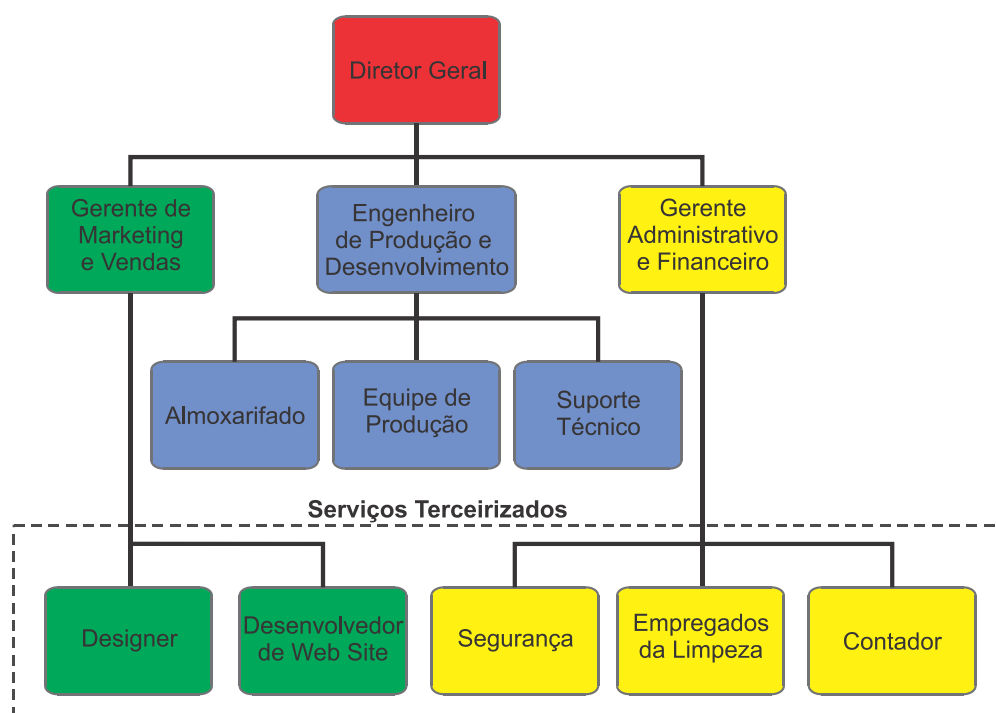 Diretor Geral
Gerente de
Marketing
e Vendas
Engenheiro
de Produção e
Desenvolvimento
Gerente
Administrativo
e Financeiro
Almoxarifado
Equipe de
Produção
Suporte
Técnico
Serviços Terceirizados
Designer
Desenvolvedor
de Web Site
Segurança
Empregados
da Limpeza
Contador